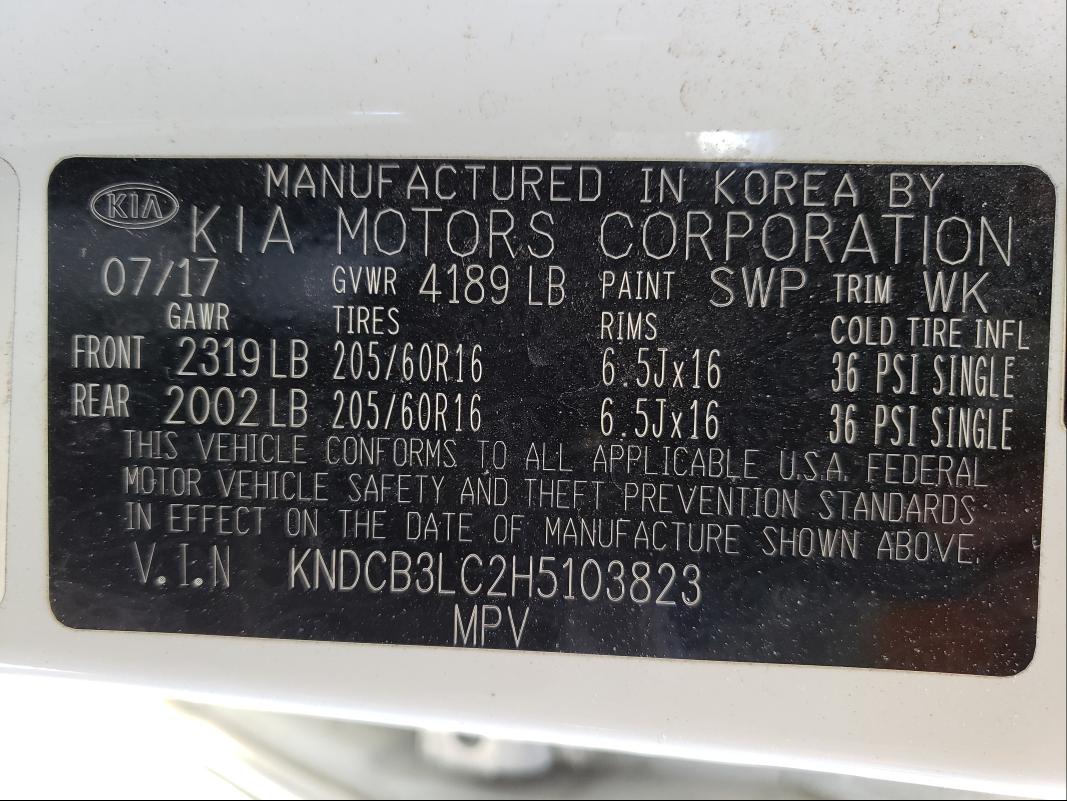 MANUFACTURED IN KOREA BY
KIA
KIA MOTORS CORPORATION
07/17 GVWR 4189 LB PAINT SWP TRIM WK
GAWR TIRES RIMS COLD TIRE INFL
FRONT 2319 LB 205/60R16 6.5Jx16 36 PSI SINGLE
REAR 2002 LB 205/60R16 6.5Jx16 36 PSI SINGLE
THIS VEHICLE CONFORMS TO ALL APPLICABLE U.S.A. FEDERAL
MOTOR VEHICLE SAFETY AND THEFT PREVENTION STANDARDS
IN EFFECT ON THE DATE OF MANUFACTURE SHOWN ABOVE.
V.I.N KNDCB3LC2H5103823
MPV